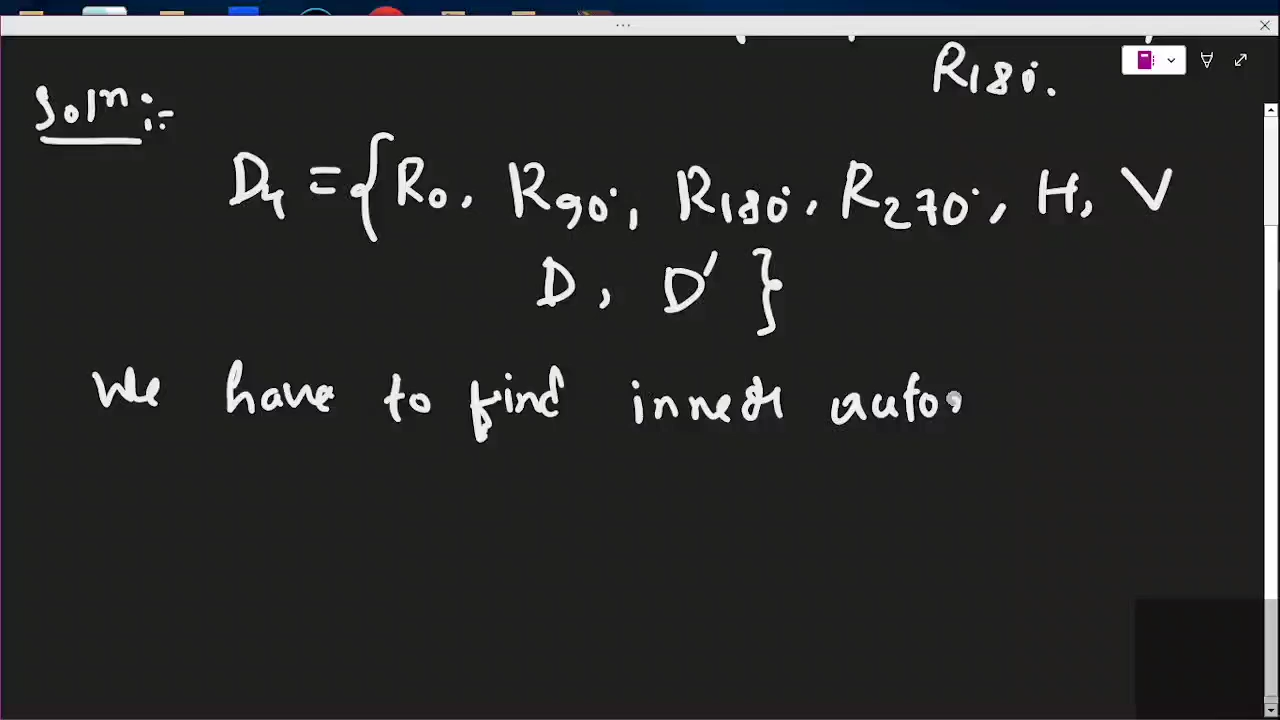 R₁₈₀.
Solⁿ:-
D₄ = {R₀, R₉₀, R₁₈₀, R₂₇₀, H, V
D, D′ }
We have to find inner auto